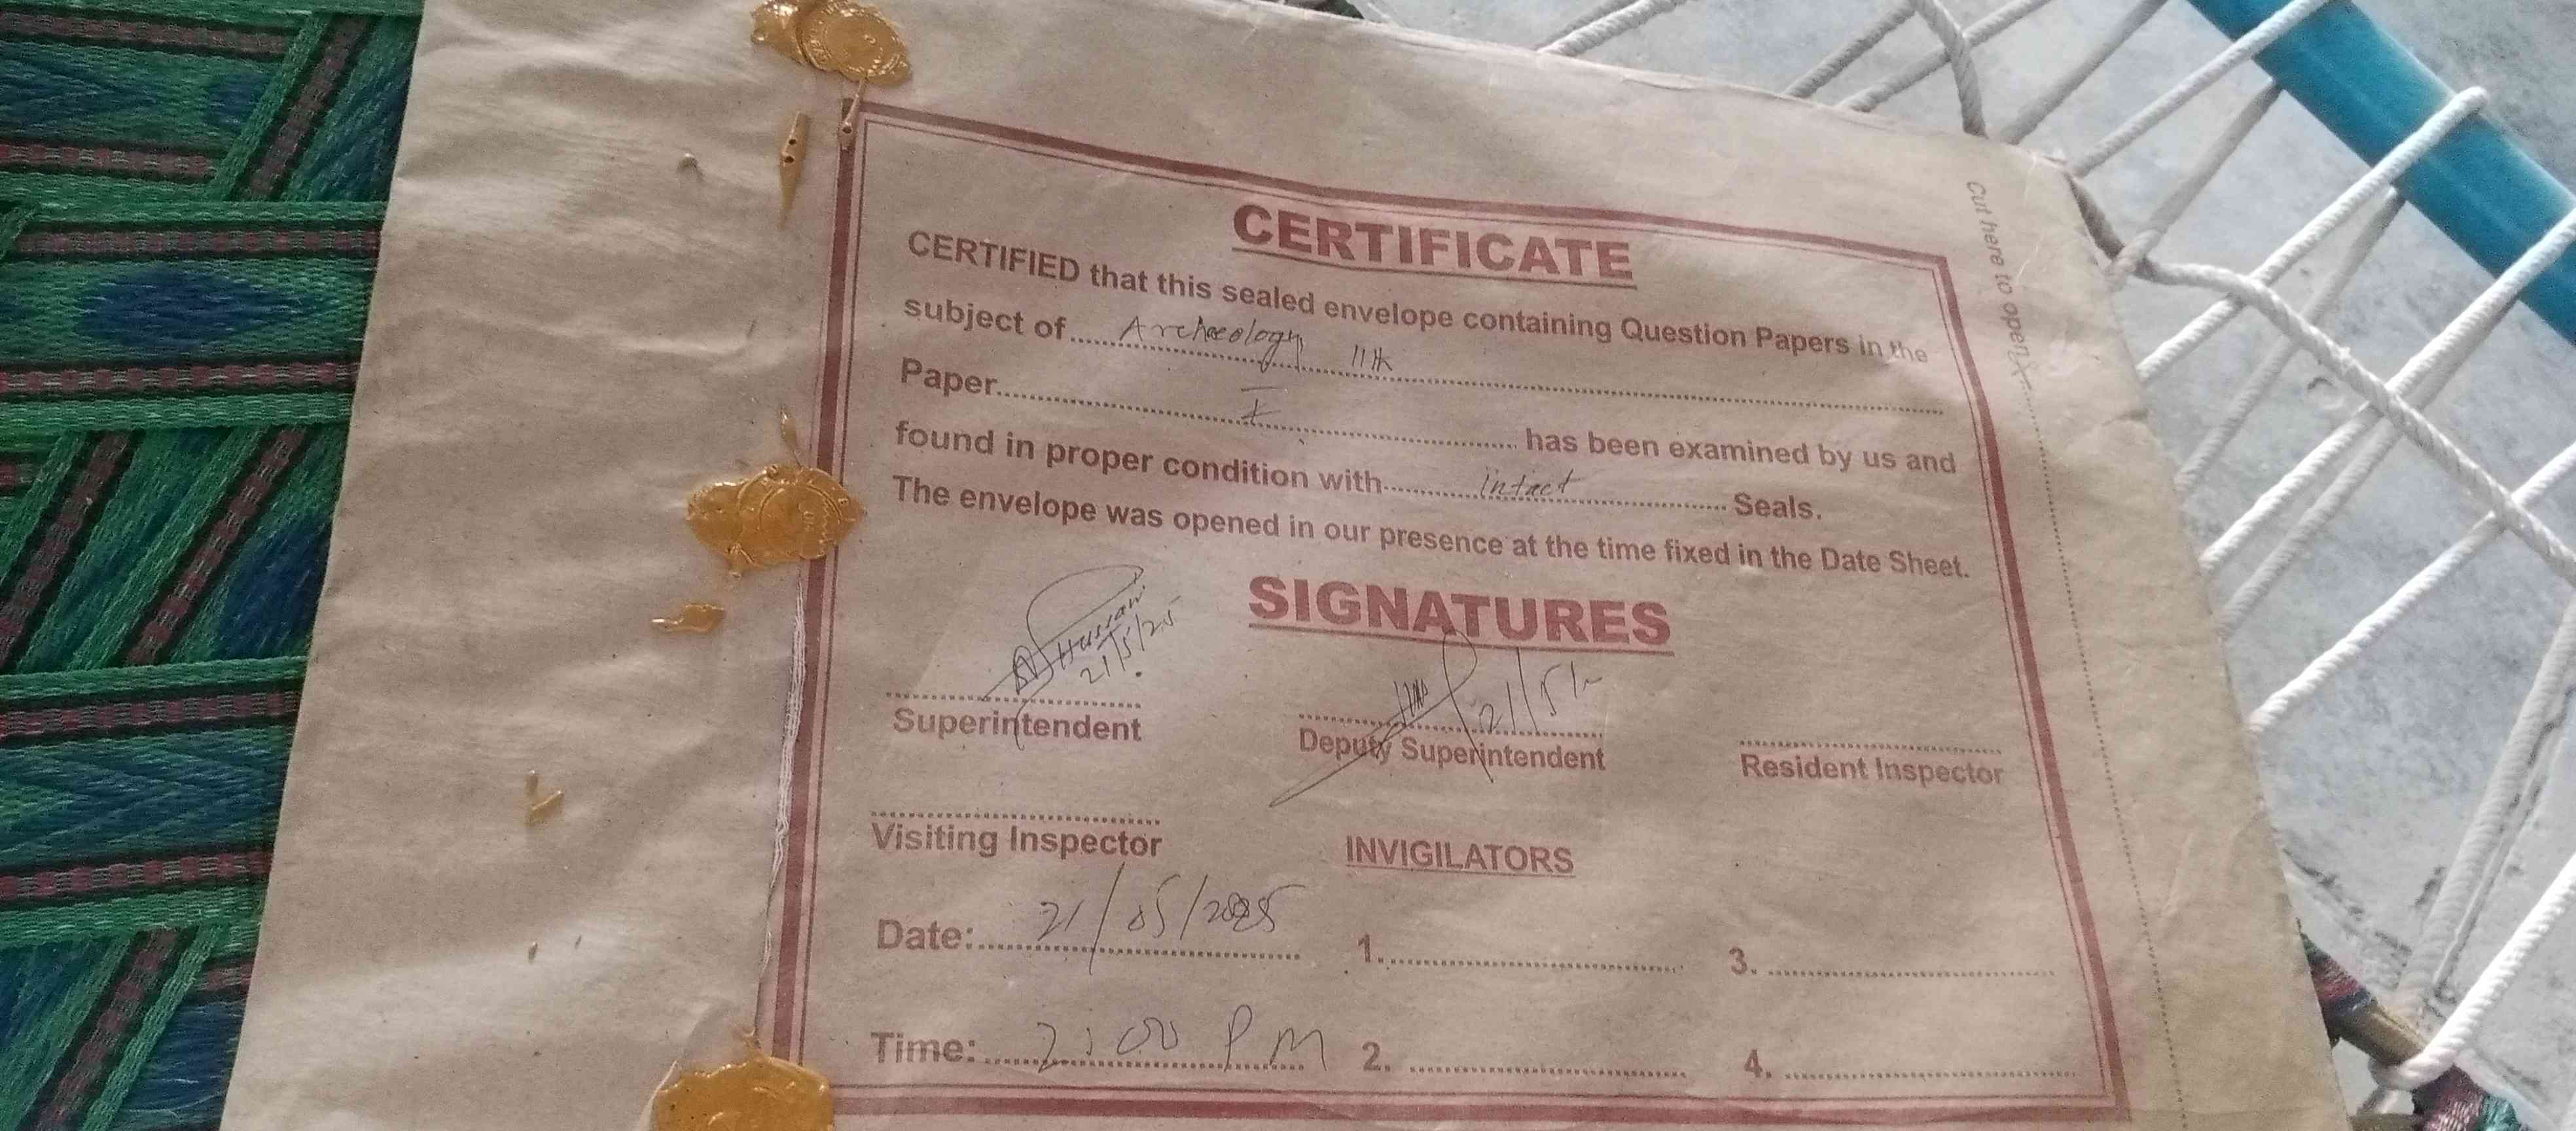 CERTIFICATE
CERTIFIED that this sealed envelope containing Question Papers in the
subject of Archaeology 11th
Paper I has been examined by us and
found in proper condition with intact Seals.
The envelope was opened in our presence at the time fixed in the Date Sheet.
SIGNATURES
Hussain
21/5/25
21/5/
Superintendent
Deputy Superintendent
Resident Inspector
Visiting Inspector
INVIGILATORS
Date: 21/05/2025
1.
3.
Time: 2:00 PM
2.
4.
Cut here to open